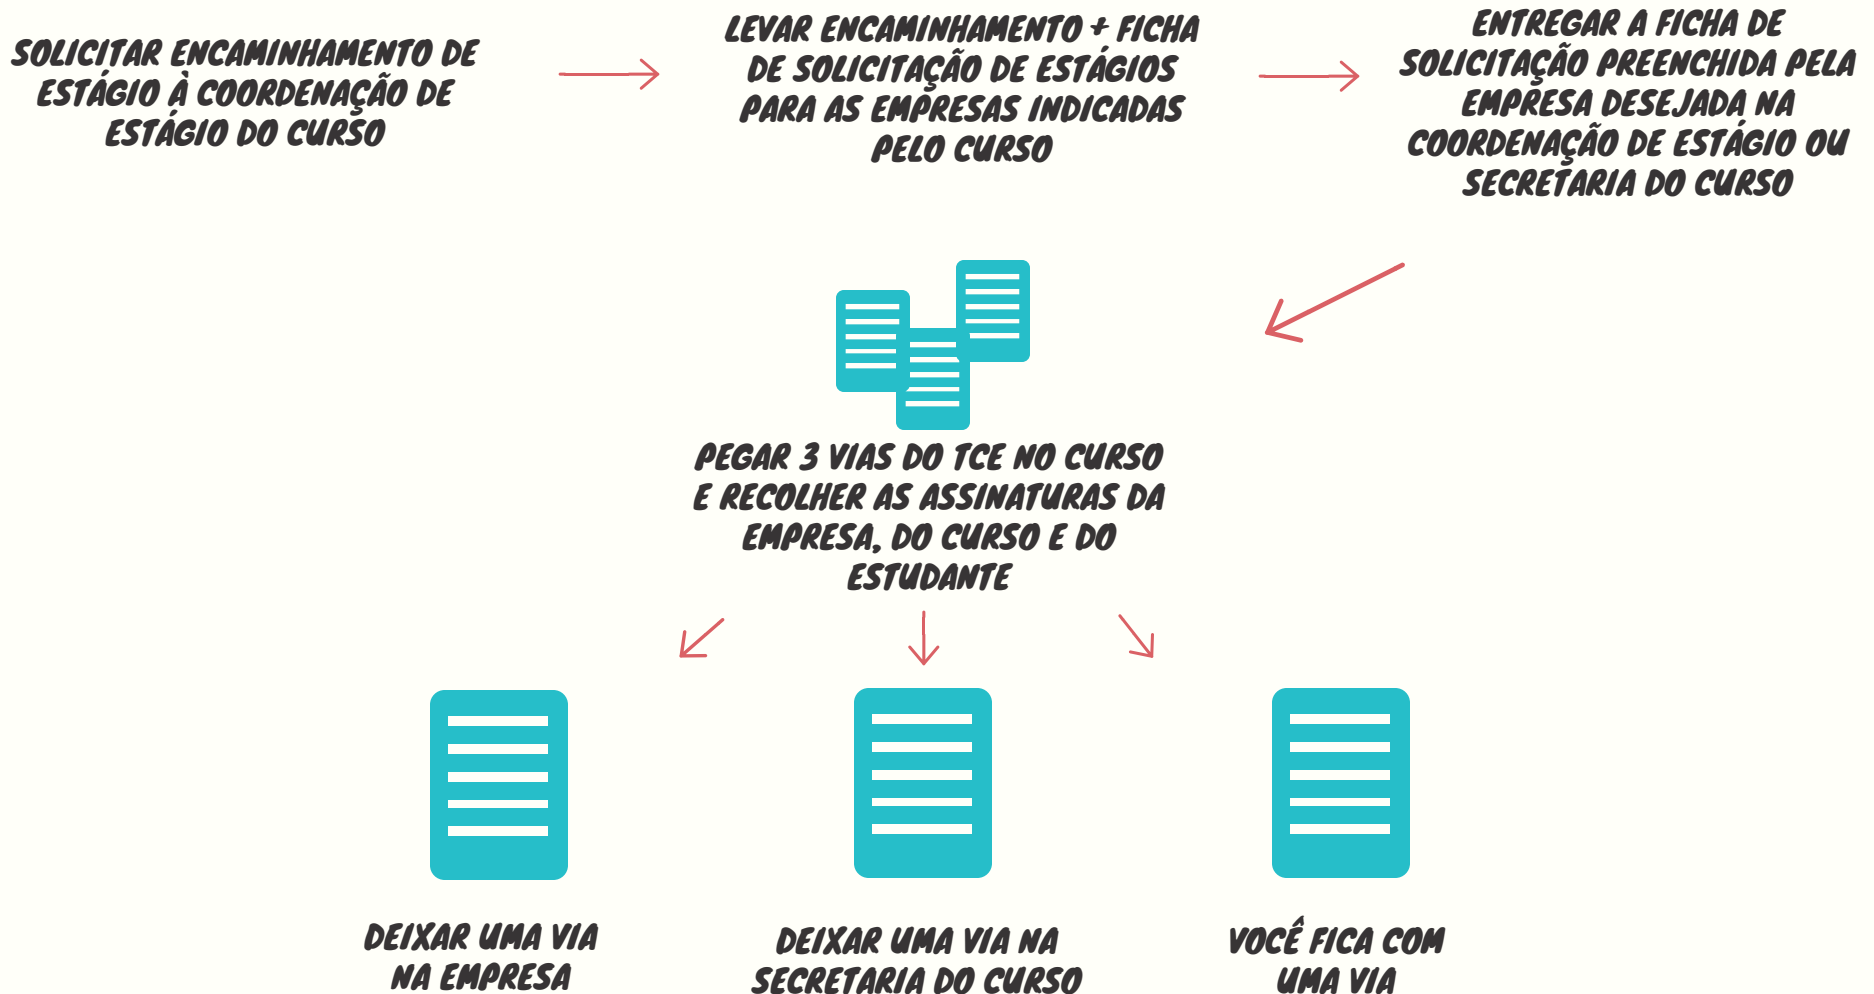 SOLICITAR ENCAMINHAMENTO DE
ESTÁGIO À COORDENAÇÃO DE
ESTÁGIO DO CURSO
LEVAR ENCAMINHAMENTO + FICHA
DE SOLICITAÇÃO DE ESTÁGIOS
PARA AS EMPRESAS INDICADAS
PELO CURSO
ENTREGAR A FICHA DE
SOLICITAÇÃO PREENCHIDA PELA
EMPRESA DESEJADA NA
COORDENAÇÃO DE ESTÁGIO OU
SECRETARIA DO CURSO
PEGAR 3 VIAS DO TCE NO CURSO
E RECOLHER AS ASSINATURAS DA
EMPRESA, DO CURSO E DO
ESTUDANTE
DEIXAR UMA VIA
NA EMPRESA
DEIXAR UMA VIA NA
SECRETARIA DO CURSO
VOCÊ FICA COM
UMA VIA